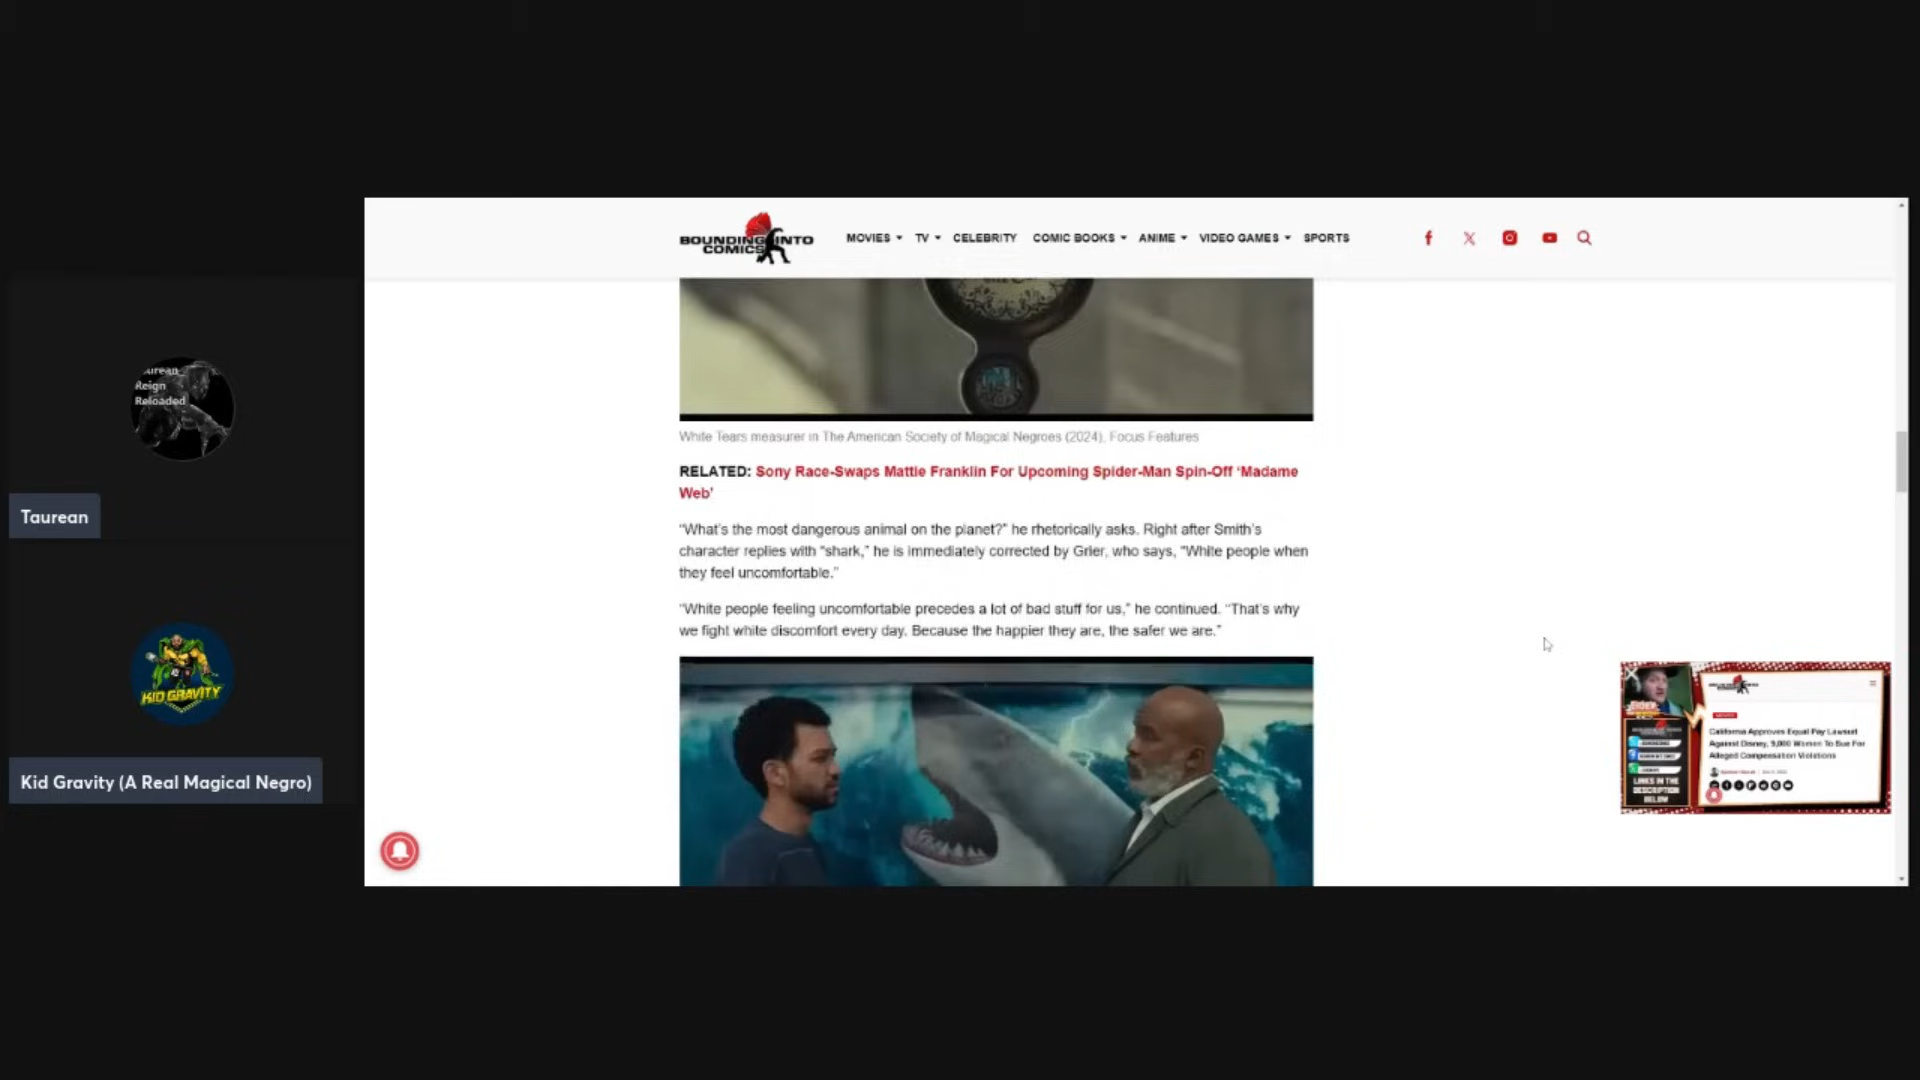 BOUNDING INTO
COMICS
MOVIES
TV
CELEBRITY
COMIC BOOKS
ANIME
VIDEO GAMES
SPORTS
White Tears measurer in The American Society of Magical Negroes (2024), Focus Features
RELATED: Sony Race-Swaps Mattie Franklin For Upcoming Spider-Man Spin-Off ‘Madame
Web’
“What’s the most dangerous animal on the planet?” he rhetorically asks. Right after Smith’s
character replies with “shark,” he is immediately corrected by Grier, who says, “White people when
they feel uncomfortable.”
“White people feeling uncomfortable precedes a lot of bad stuff for us,” he continued. “That’s why
we fight white discomfort every day. Because the happier they are, the safer we are.”
Reign
Reloaded
Taurean
KID GRAVITY
Kid Gravity (A Real Magical Negro)
California Approves Equal Pay Lawsuit
Against Disney, 9,000 Women To Sue For
Alleged Compensation Violations
LINKS IN THE
DESCRIPTION
BELOW